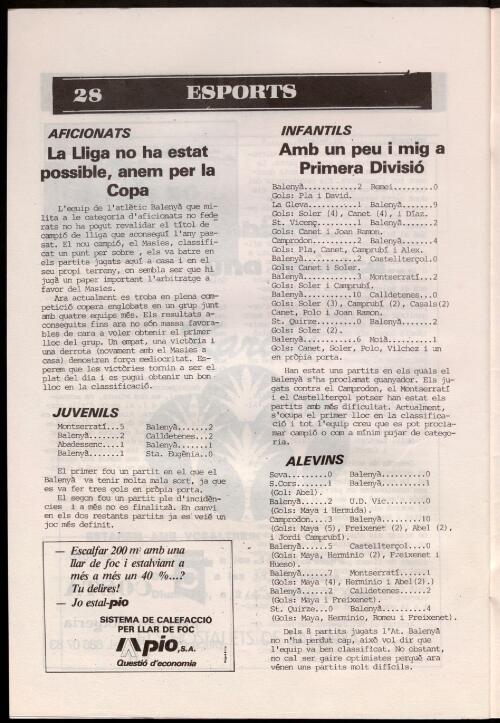 28 ESPORTS
AFICIONATS
La Lliga no ha estat
possible, anem per la
Copa
L'equip de l'atlètic Balenyà que mi-
lita a le categoria d'aficionats no fede
rats no ha pogut revalidar el títol de
campió de lliga que aconseguí l'any pas-
sat. El nou campió, el Masies, classifi-
cat un punt per sobre , els va batre en
els partits jugats acuí a casa i en el
seu propi terreny, on sembla ser que hi
jugà un paper important l'arbitratge a
favor del Masies.
Ara actualment es troba en plena com-
petició copera englobats en un grup junt
amb quatre equips més. Els resultats a-
conseguits fins ara no són massa favora-
bles de cara a voler obtenir el primer
lloc del grup. Un empat, una victòria i
una derrota (novament amb el Masies a
casa) demostren força mediocritat. Es-
perem que les victòries tornin a ser el
plat del dia i es pugui obtenir un bon
lloc en la classificació.
JUVENILS
Montserratí...5 Balenyà.......2
Balenyà.......2 Calldetenes...2
Abadessenc....1 Balenyà.......1
Balenyà.......1 Sta. Eugènia..0
El primer fou un partit en el que el
Balenyà va tenir molta mal sort, ja que
es va fer tres gols en pròpia porta.
El segon fou un partit ple d'incidèn-
cies i a més no es finalitzà. En canvi
en els dos restants partits ja es veié un
joc més definit.
— Escalfar 200 m² amb una
llar de foc i estalviant a
més a més un 40 %...?
Tu delires!
— Jo estal-pio
SISTEMA DE CALEFACCIÓ
PER LLAR DE FOC
pio, S.A.
Questió d'economia
INFANTILS
Amb un peu i mig a
Primera Divisió
Balenyà............2 Remei.........0
Gols: Pla i David.
La Gleva...........1 Balenyà.......9
Gols: Soler (4), Canet (4), i Díaz.
St. Vicenç.........1 Balenyà.......2
Gols: Canet i Joan Ramon.
Camprodon..........2 Balenyà.......4
Gols: Pla, Canet, Camprubí i Alex.
Balenyà............2 Castelltersol.0
Gols: Canet i Soler.
Balenyà............3 Montserratí...2
Gols: Soler i Camprubí.
Balenyà...........10 Calldetenes...0
Gols: Soler (3), Camprubí (2), Casals(2)
Canet, Polo i Joan Ramon.
St. Quirze.........0 Balenyà.......2
Gols: Soler (2).
Balenyà............6 Moià..........1
Gols: Canet, Soler, Polo, Vilchez i un
en pròpia porta.
Han estat uns partits en els quals el
Balenyà s'ha proclamat guanyador. Els ju-
gats contra el Camprodon, el Montserratí
i el Castellterçol potser han estat els
partits amb més dificultat. Actualment,
s'ocupa el primer lloc en la classifica-
ció i tot l'equip creu que es pot procla-
mar campió o com a mínim pujar de catego-
ria.
ALEVINS
Seva.........0 Balenyà.........0
S.Cors.......1 Balenyà.........1
(Gol: Abel).
Balenyà......2 U.D. Vic........0
(Gols: Maya i Hermida).
Camprodon....3 Balenyà........10
(Gols: Maya (5), Freixenet (2), Abel (2),
i Jordi Camprubí).
Balenyà......5 Castelltercol...0
(Gols: Maya, Herminio (2), Freixenet i
Hueso).
Balenyà......7 Montserratí.....1
(Gols: Maya (4), Herminio i Abel(2).)
Balenyà......2 Calldetenes.....2
(Gols: Maya i Freixenet).
St. Quirze...0 Balenyà.........4
(Gols: Maya, Herminio, Romeu i Freixenet).
Dels 8 partits jugats l'At. Balenyà
no n'ha perdut cap, això vol dir que
l'equip va ben classificat. No obstant,
no cal ser gaire optimistes perquè ara
vénen uns partits molt difícils.